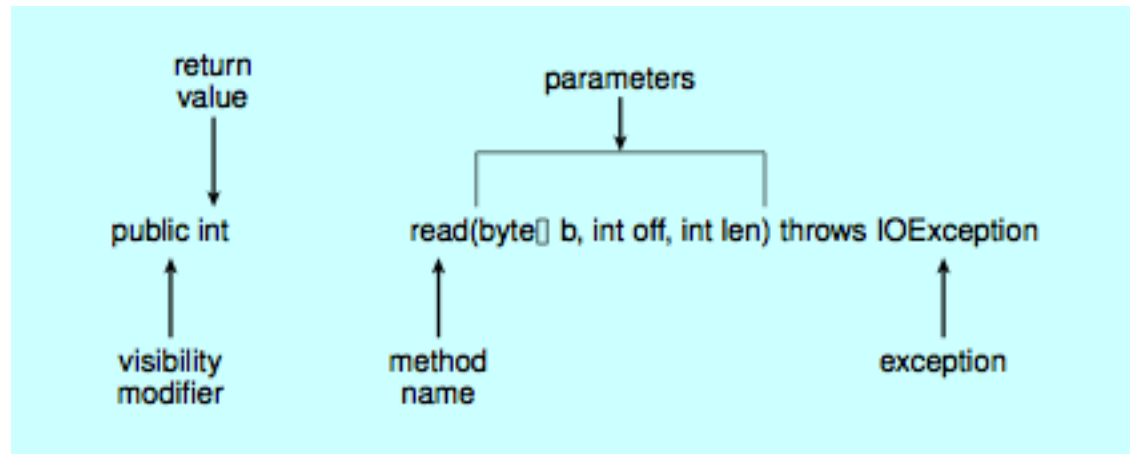 return
value
parameters
public int
read(byte[] b, int off, int len) throws IOException
visibility
modifier
method
name
exception